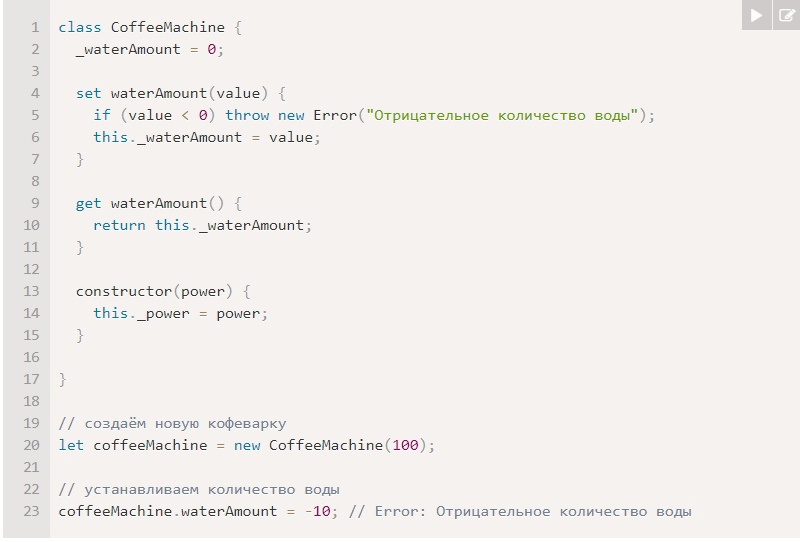 1 class CoffeeMachine {
2   _waterAmount = 0;
3
4   set waterAmount(value) {
5     if (value < 0) throw new Error("Отрицательное количество воды");
6     this._waterAmount = value;
7   }
8
9   get waterAmount() {
10     return this._waterAmount;
11   }
12
13   constructor(power) {
14     this._power = power;
15   }
16
17 }
18
19 // создаём новую кофеварку
20 let coffeeMachine = new CoffeeMachine(100);
21
22 // устанавливаем количество воды
23 coffeeMachine.waterAmount = -10; // Error: Отрицательное количество воды